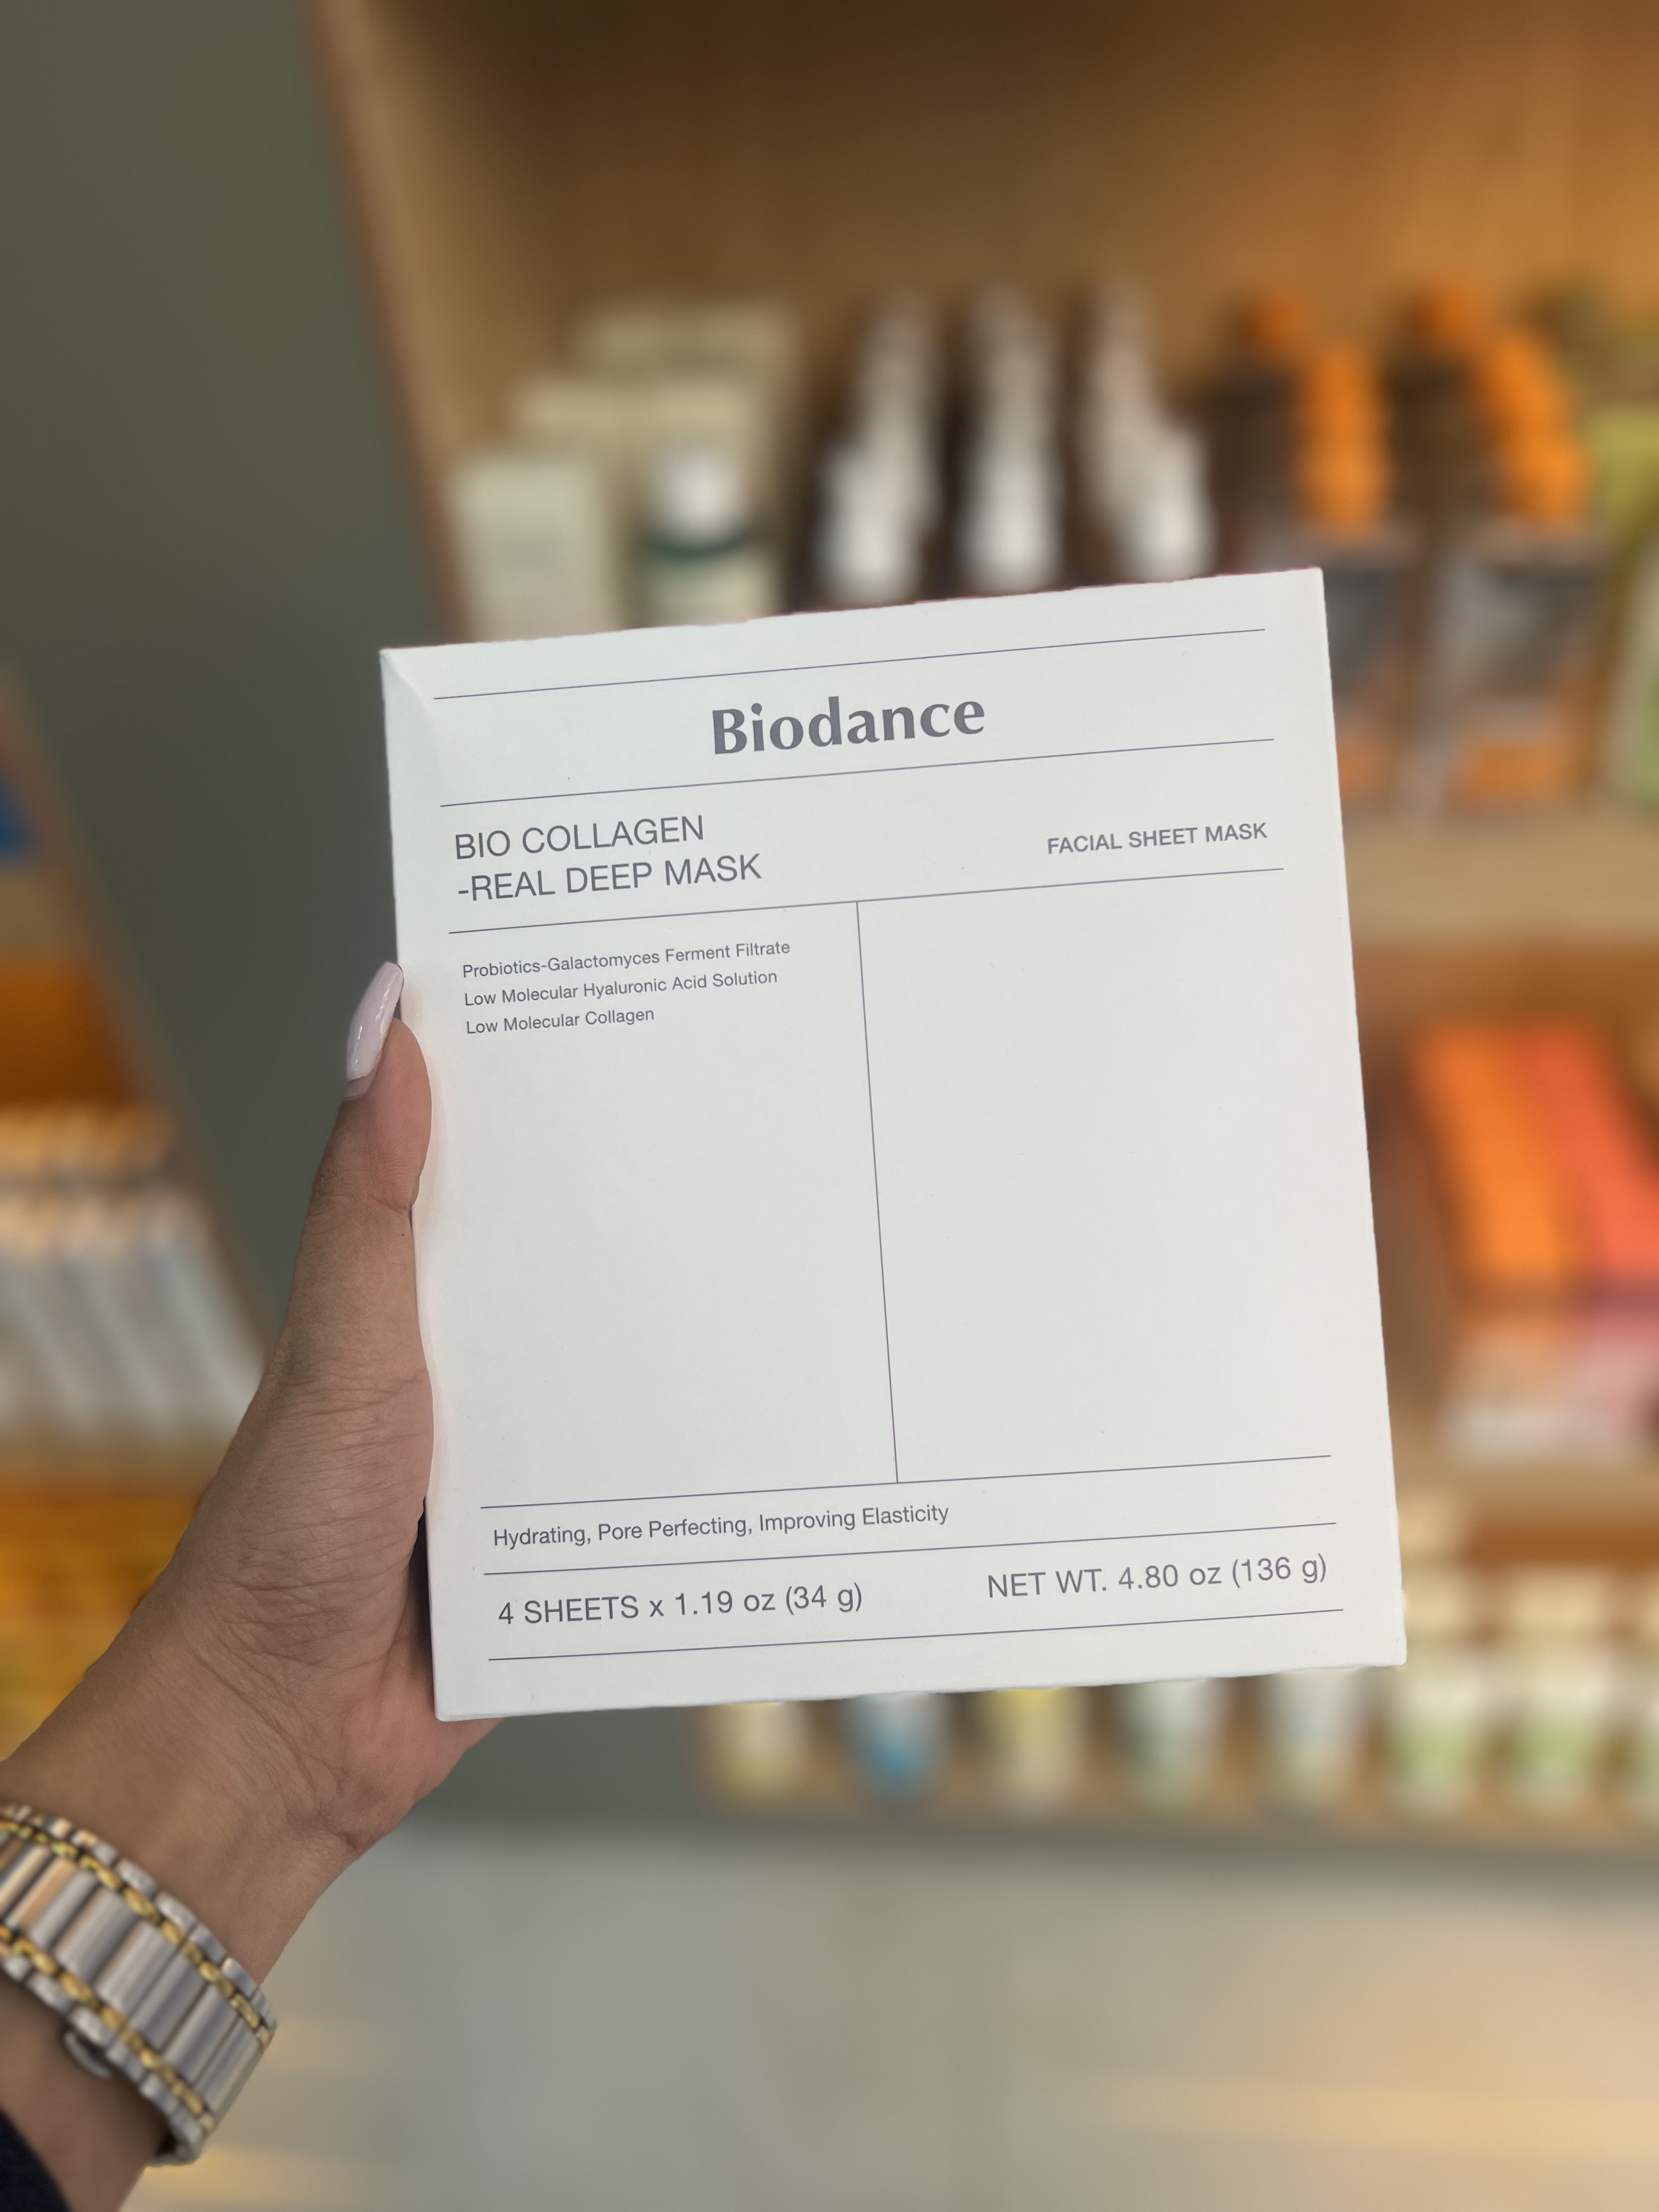 Biodance
BIO COLLAGEN
-REAL DEEP MASK
FACIAL SHEET MASK
Probiotics-Galactomyces Ferment Filtrate
Low Molecular Hyaluronic Acid Solution
Low Molecular Collagen
Hydrating, Pore Perfecting, Improving Elasticity
4 SHEETS x 1.19 oz (34 g)
NET WT. 4.80 oz (136 g)